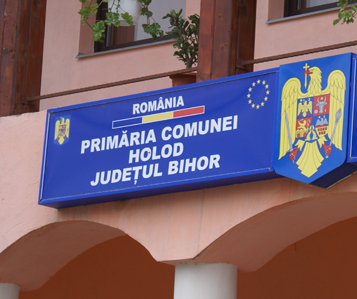 ROMÂNIA
PRIMĂRIA COMUNEI
HOLOD
JUDEȚUL BIHOR